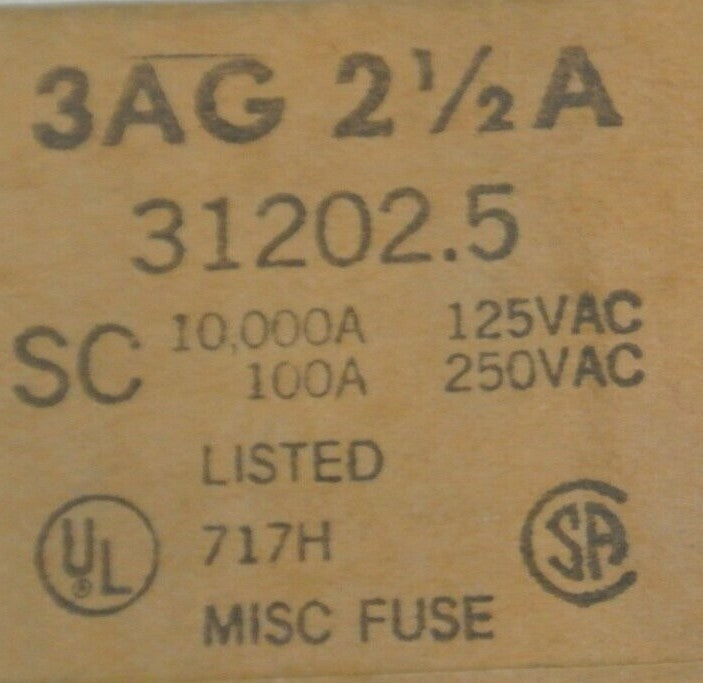 3AG 2½A
31202.5
SC 10,000A 125VAC
100A 250VAC
LISTED
UL® 717H SA
MISC FUSE